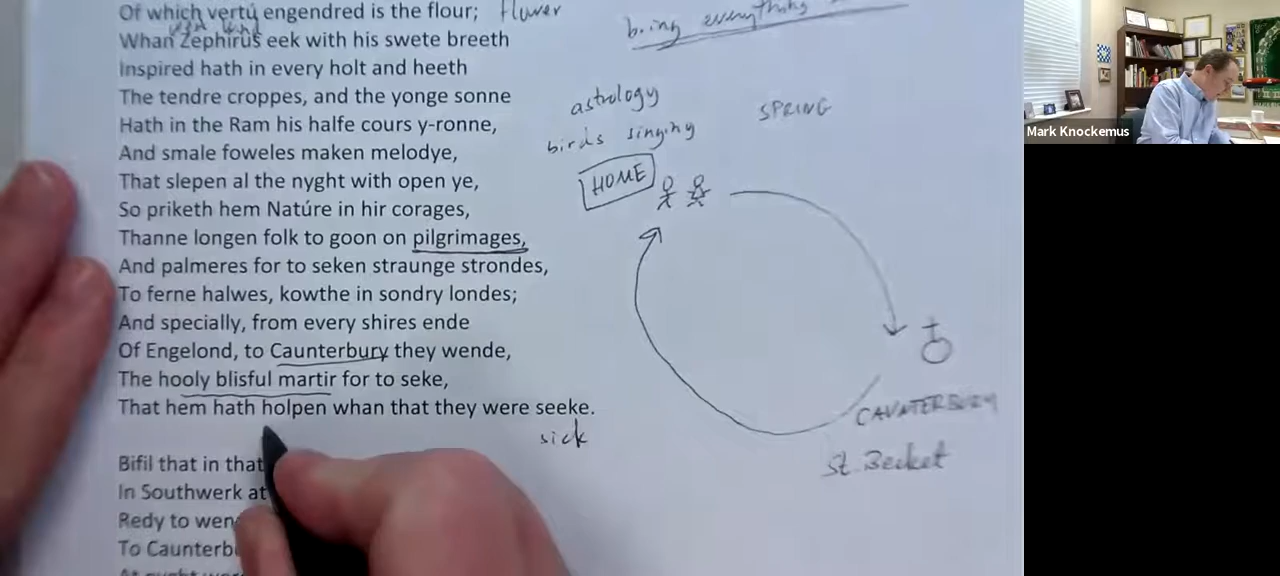 Of which vertú engendred is the flour; flower
Whan Zephirus eek with his swete breeth
Inspired hath in every holt and heeth
The tendre croppes, and the yonge sonne
Hath in the Ram his halfe cours y-ronne,
And smale foweles maken melodye,
That slepen al the nyght with open ye,
So priketh hem Natúre in hir corages,
Thanne longen folk to goon on pilgrimages,
And palmeres for to seken straunge strondes,
To ferne halwes, kowthe in sondry londes;
And specially, from every shires ende
Of Engelond, to Caunterbury they wende,
The hooly blisful martir for to seke,
That hem hath holpen whan that they were seeke.
sick
Bifil that in that
In Southwerk at
Redy to wen
To Caunterb
bring everything
astrology
birds singing
SPRING
HOME
CAUNTERBURY
St. Becket
Mark Knockemus